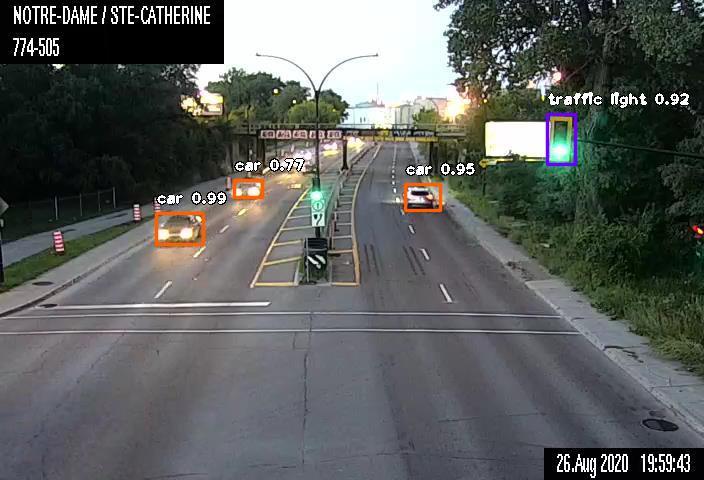 NOTRE-DAME / STE-CATHERINE
774-505
traffic light 0.92
car 0.77
car 0.95
car 0.99
26.Aug 2020 19:59:43